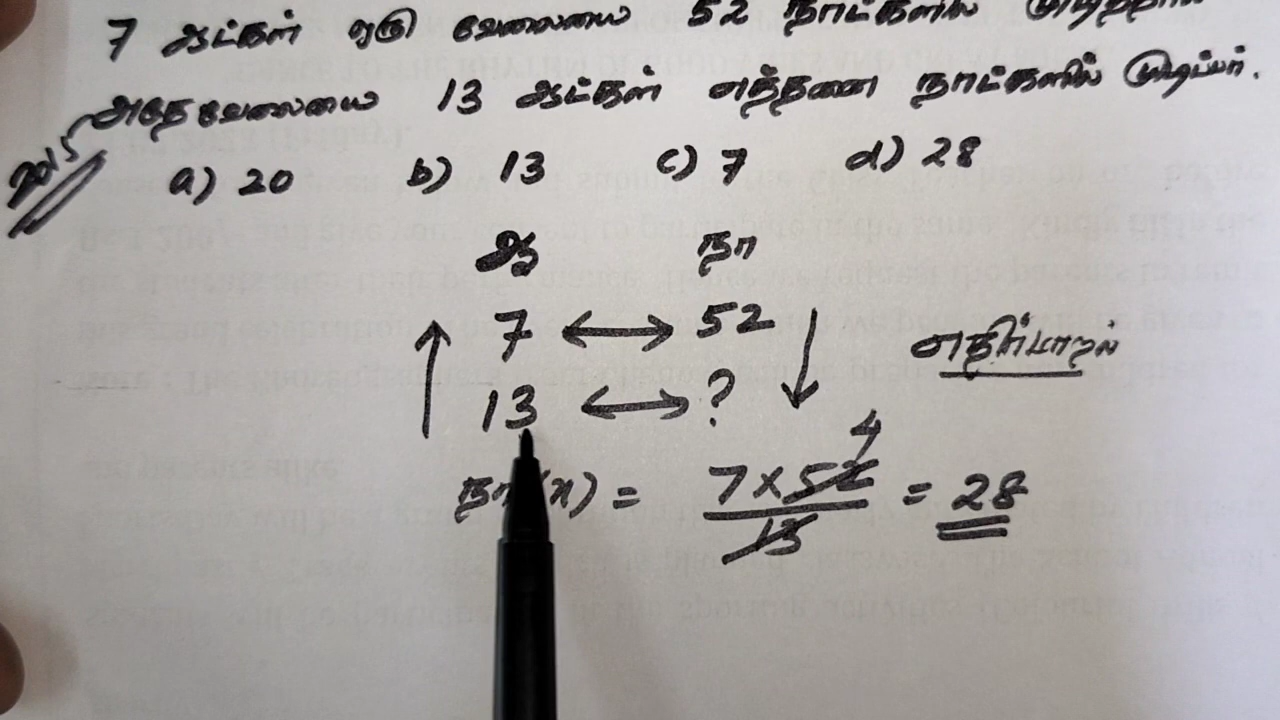 7 ஆட்கள் ஒரு வேலையை 52 நாட்களில் முடித்தால்
அதே வேலையை 13 ஆட்கள் எத்தனை நாட்களில் முடிப்பர்.
a) 20 b) 13 c) 7 d) 28
ஆ நா
7 ↔ 52
எதிர்மாறல்
13 ↔ ?
4
(x) = 7 x 52 / 13 = 28